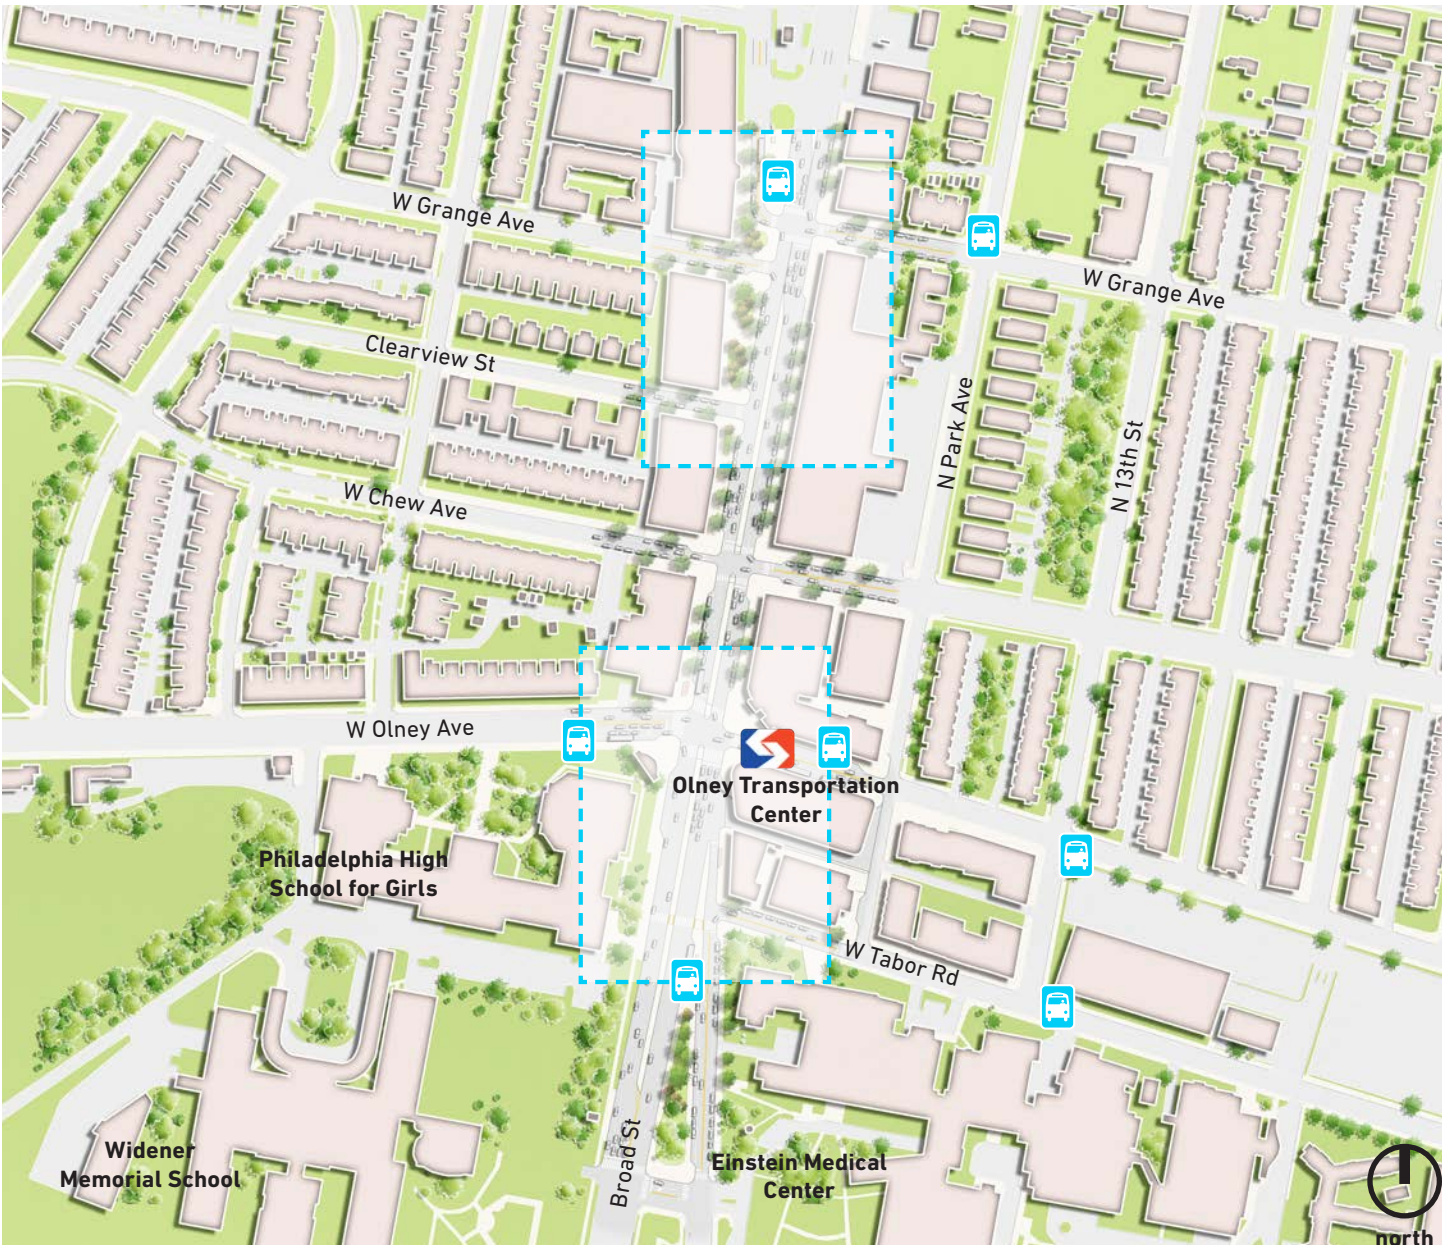 W Grange Ave
W Grange Ave
Clearview St
N Park Ave
N 13th St
W Chew Ave
W Olney Ave
Olney Transportation
Center
Philadelphia High
School for Girls
W Tabor Rd
Broad St
Widener
Memorial School
Einstein Medical
Center
north